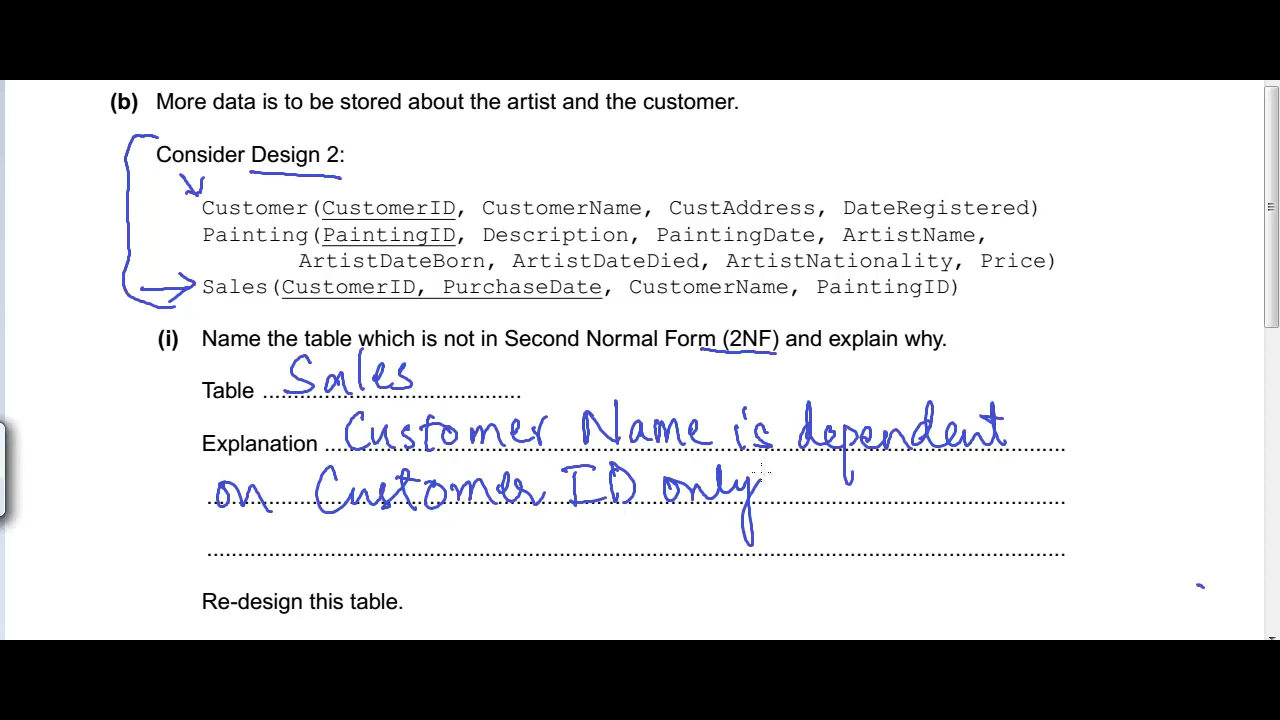 (b) More data is to be stored about the artist and the customer.
Consider Design 2:
Customer(CustomerID, CustomerName, CustAddress, DateRegistered)
Painting(PaintingID, Description, PaintingDate, ArtistName,
ArtistDateBorn, ArtistDateDied, ArtistNationality, Price)
Sales(CustomerID, PurchaseDate, CustomerName, PaintingID)
(i) Name the table which is not in Second Normal Form (2NF) and explain why.
Table Sales
Explanation Customer Name is dependent
on Customer ID only
Re-design this table.